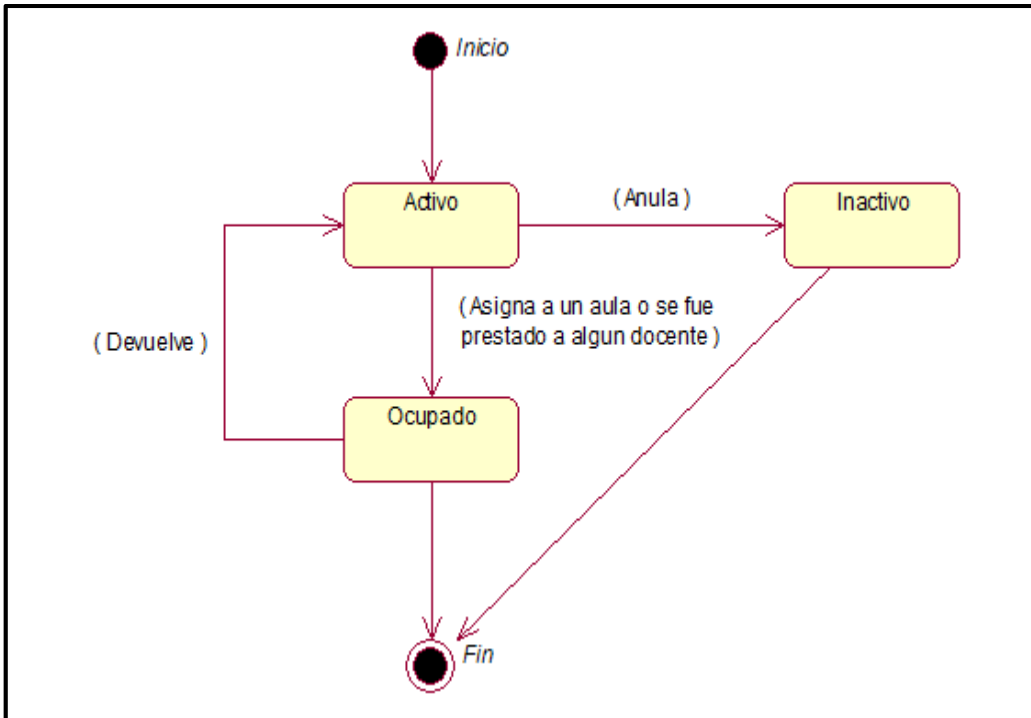 Inicio
Activo
( Anula )
Inactivo
( Asigna a un aula o se fue
prestado a algun docente )
( Devuelve )
Ocupado
Fin